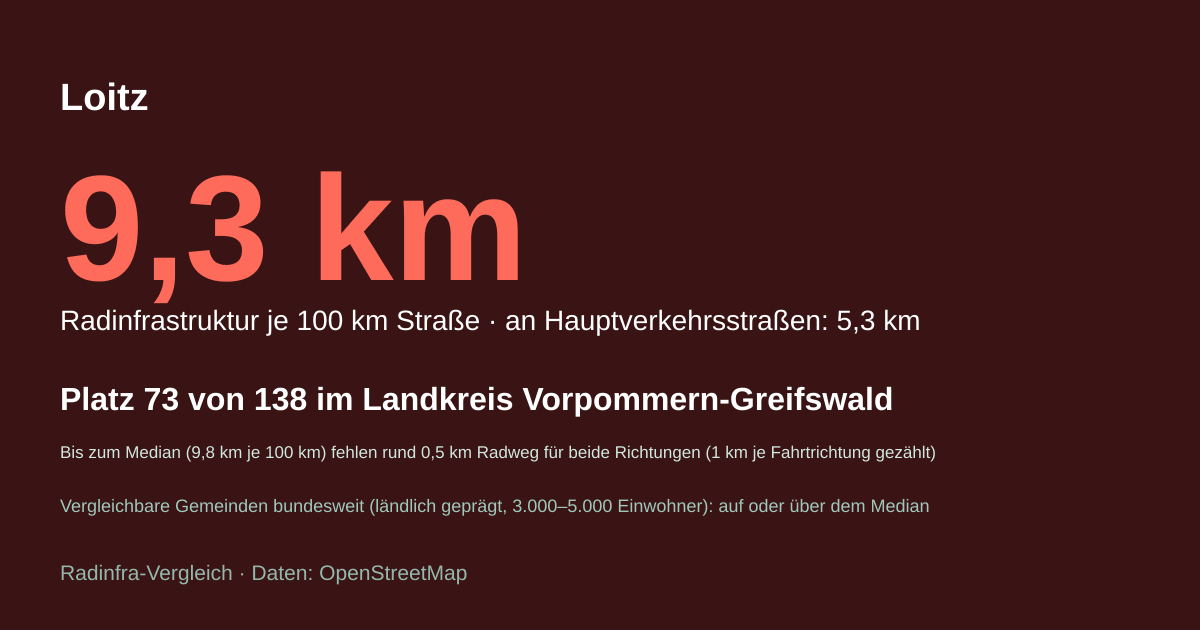 Loitz
9,3 km
Radinfrastruktur je 100 km Straße · an Hauptverkehrsstraßen: 5,3 km
Platz 73 von 138 im Landkreis Vorpommern-Greifswald
Bis zum Median (9,8 km je 100 km) fehlen rund 0,5 km Radweg für beide Richtungen (1 km je Fahrtrichtung gezählt)
Vergleichbare Gemeinden bundesweit (ländlich geprägt, 3.000–5.000 Einwohner): auf oder über dem Median
Radinfra-Vergleich · Daten: OpenStreetMap